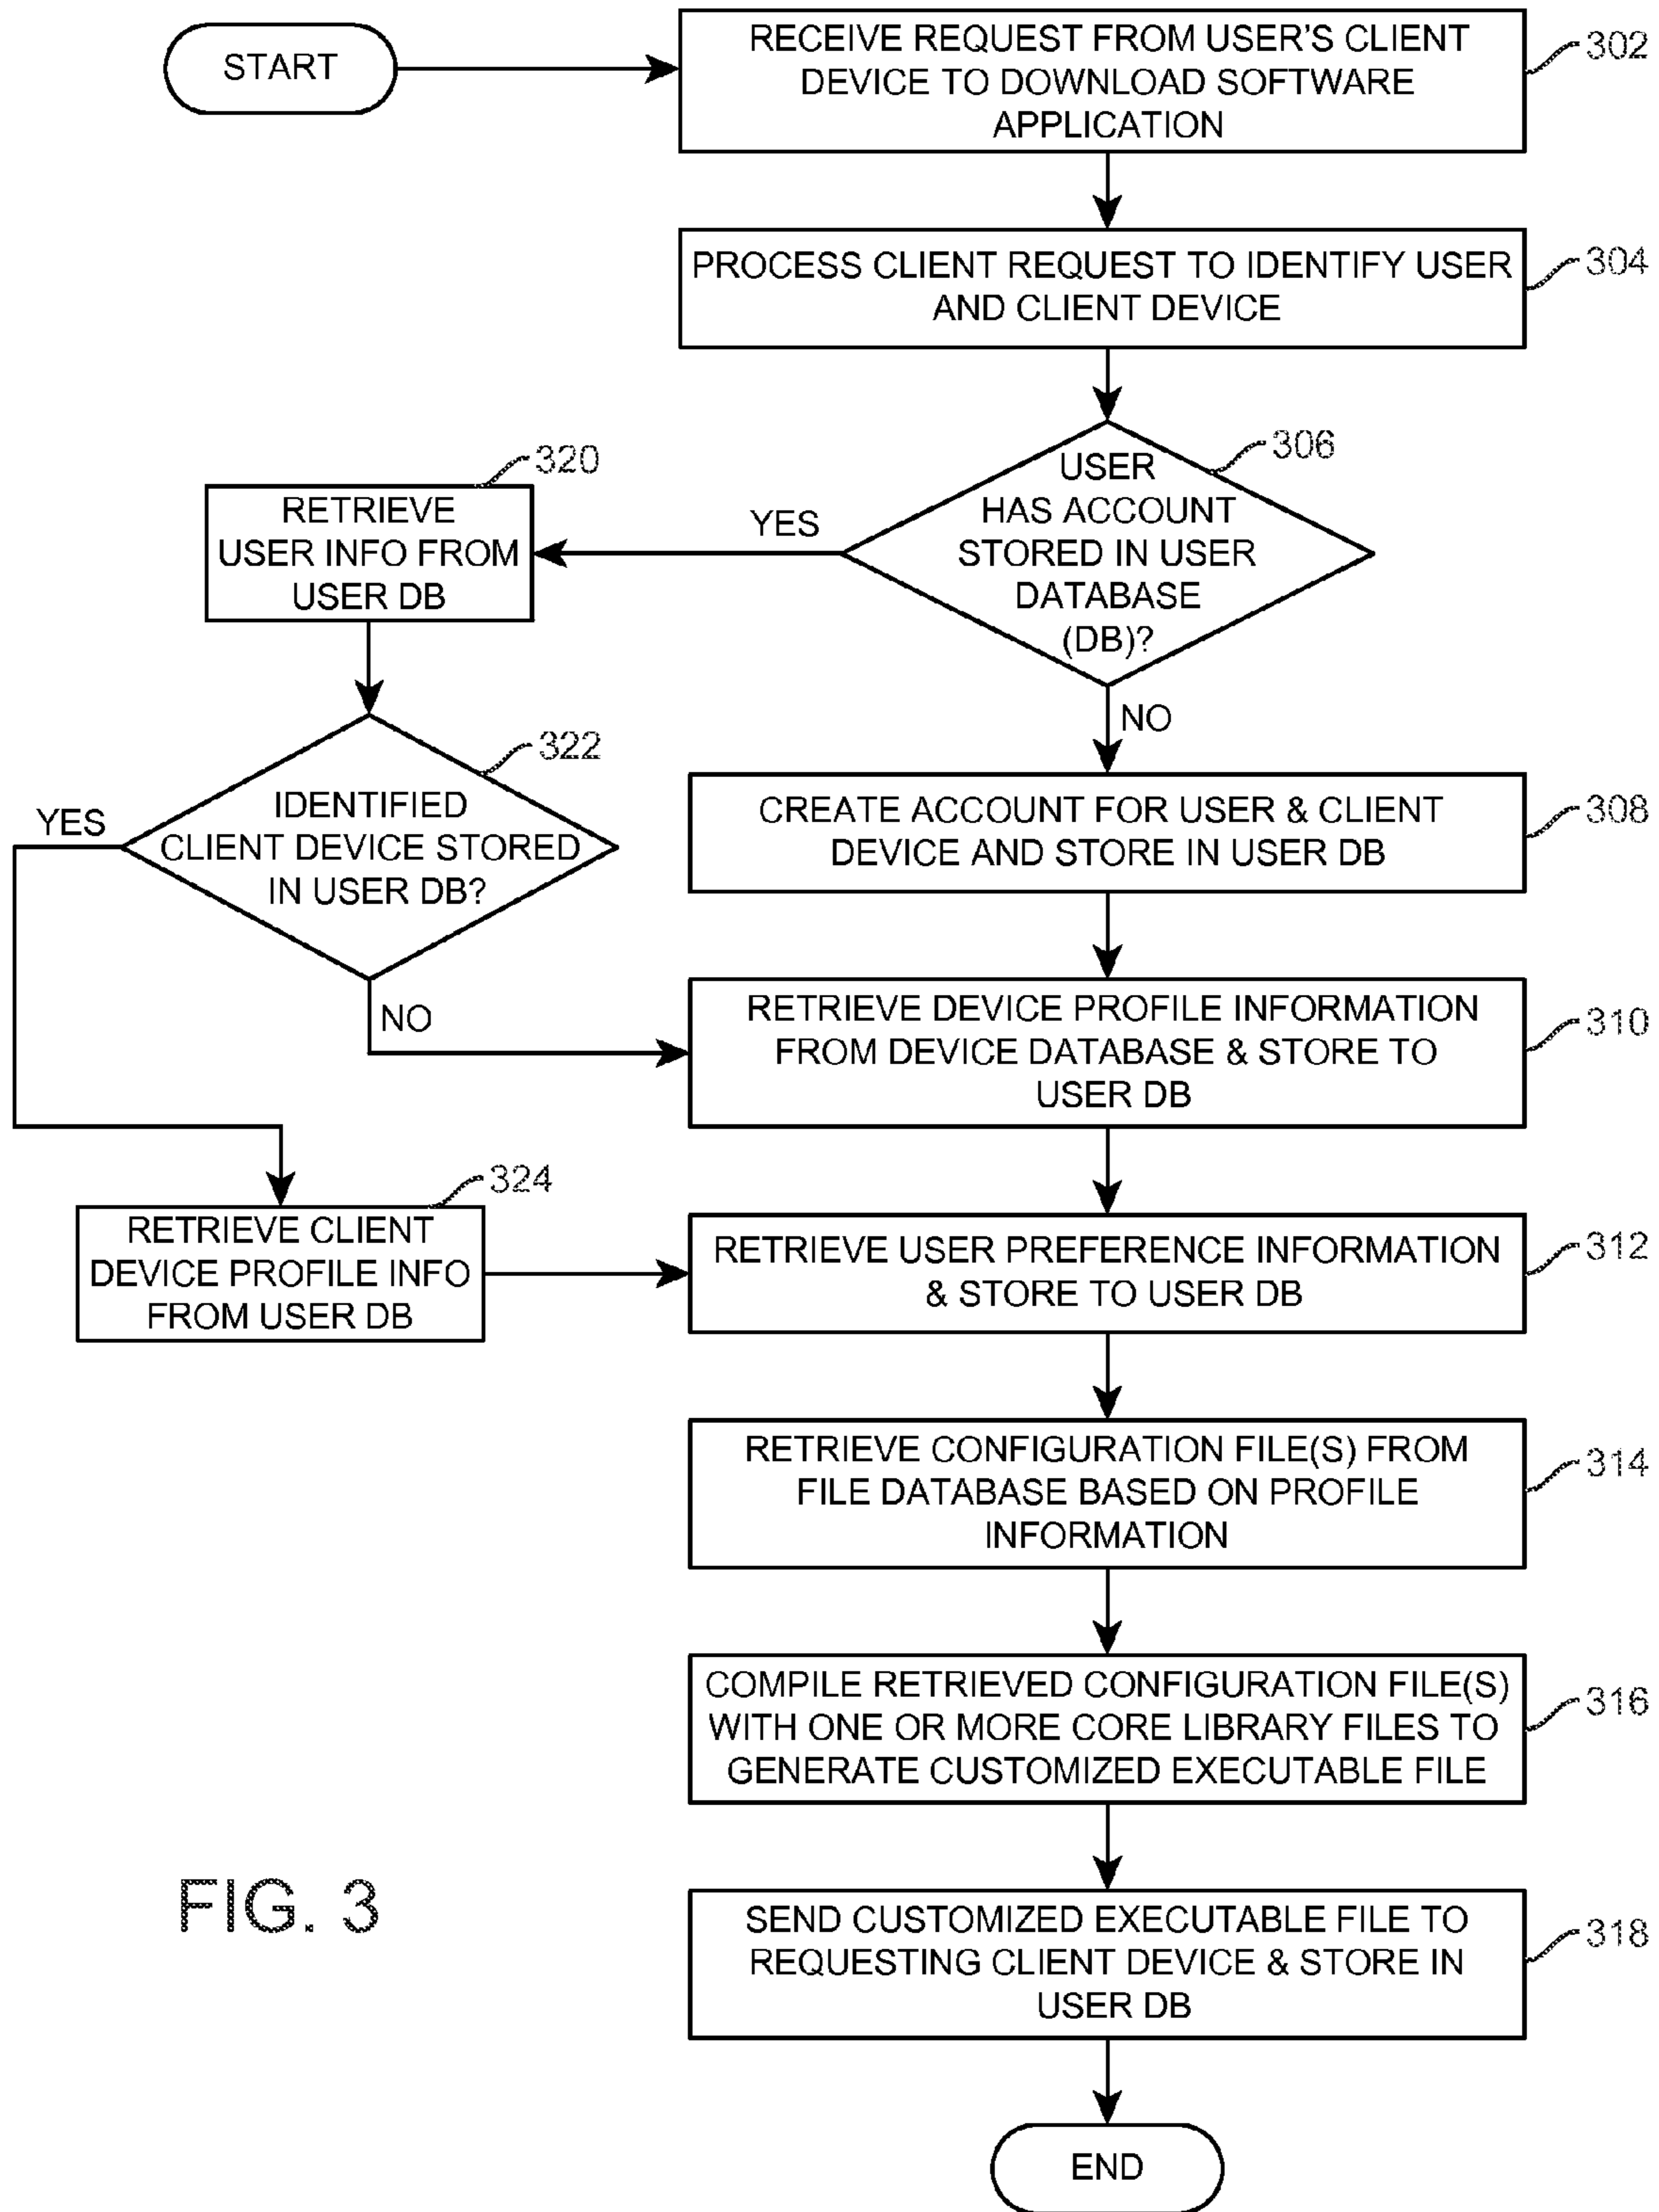 START
RECEIVE REQUEST FROM USER'S CLIENT
DEVICE TO DOWNLOAD SOFTWARE
APPLICATION
302
PROCESS CLIENT REQUEST TO IDENTIFY USER
AND CLIENT DEVICE
304
USER
HAS ACCOUNT
STORED IN USER
DATABASE
(DB)?
306
YES
NO
320
RETRIEVE
USER INFO FROM
USER DB
322
IDENTIFIED
CLIENT DEVICE STORED
IN USER DB?
YES
NO
CREATE ACCOUNT FOR USER & CLIENT
DEVICE AND STORE IN USER DB
308
RETRIEVE DEVICE PROFILE INFORMATION
FROM DEVICE DATABASE & STORE TO
USER DB
310
324
RETRIEVE CLIENT
DEVICE PROFILE INFO
FROM USER DB
RETRIEVE USER PREFERENCE INFORMATION
& STORE TO USER DB
312
RETRIEVE CONFIGURATION FILE(S) FROM
FILE DATABASE BASED ON PROFILE
INFORMATION
314
COMPILE RETRIEVED CONFIGURATION FILE(S)
WITH ONE OR MORE CORE LIBRARY FILES TO
GENERATE CUSTOMIZED EXECUTABLE FILE
316
SEND CUSTOMIZED EXECUTABLE FILE TO
REQUESTING CLIENT DEVICE & STORE IN
USER DB
318
END
FIG. 3